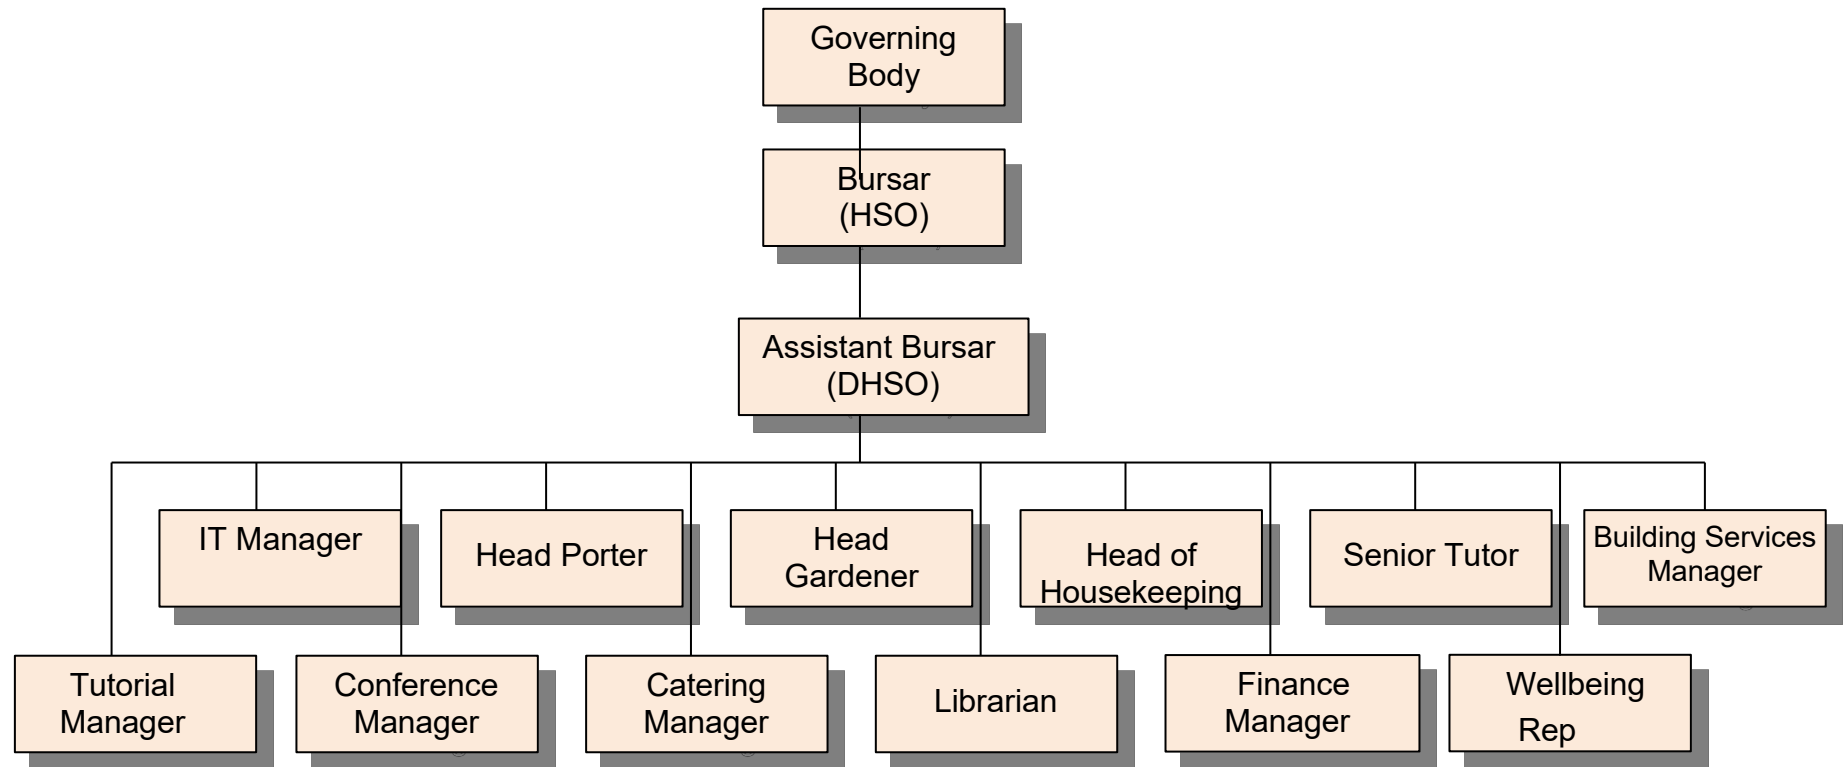 Governing
Body
Bursar
(HSO)
Assistant Bursar
(DHSO)
IT Manager
Head Porter
Head
Gardener
Head of
Housekeeping
Senior Tutor
Building Services
Manager
Tutorial
Manager
Conference
Manager
Catering
Manager
Librarian
Finance
Manager
Wellbeing
Rep